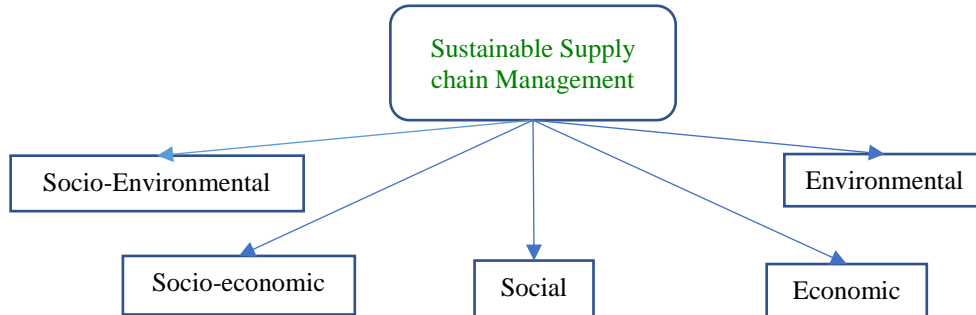 Sustainable Supply
chain Management
Socio-Environmental
Environmental
Socio-economic
Social
Economic